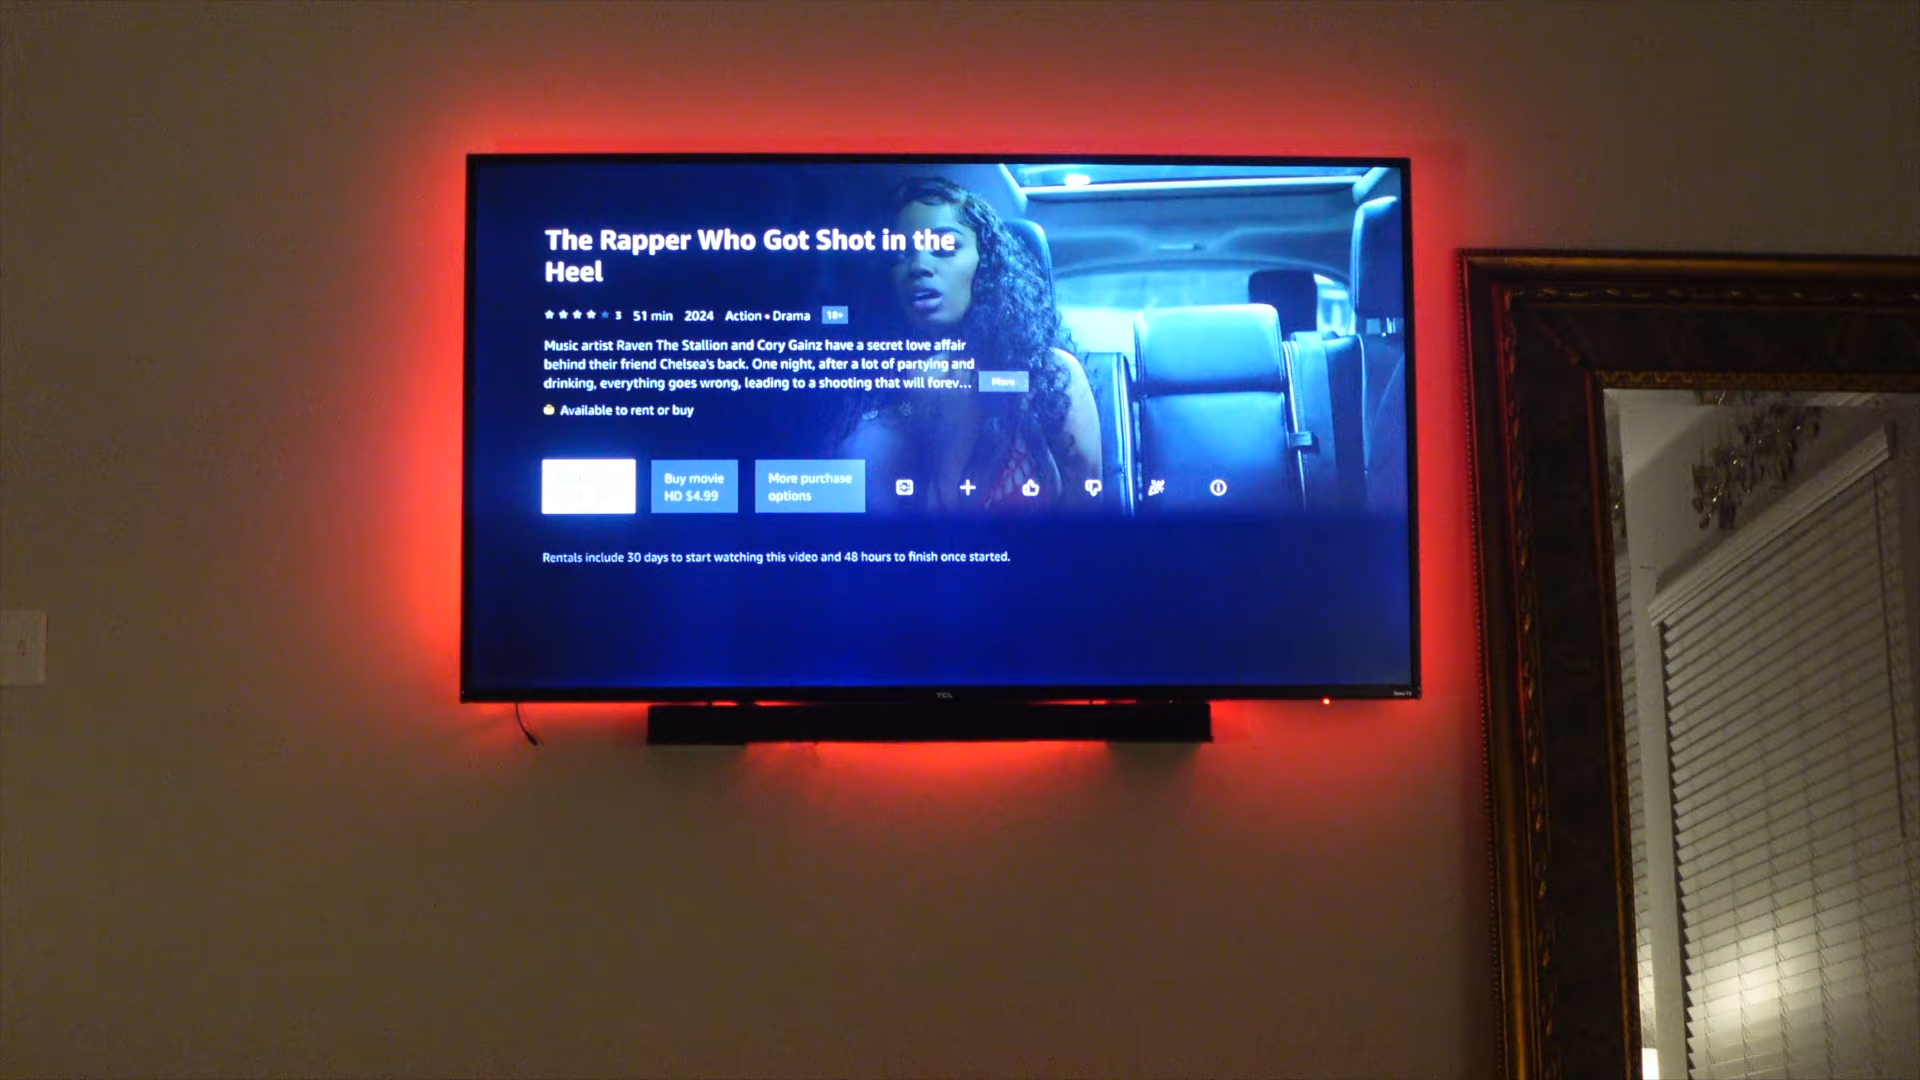 The Rapper Who Got Shot in the
Heel
3 51 min 2024 Action • Drama 18+
Music artist Raven The Stallion and Cory Gainz have a secret love affair
behind their friend Chelsea's back. One night, after a lot of partying and
drinking, everything goes wrong, leading to a shooting that will forev... More
Available to rent or buy
Buy movie
HD $4.99
More purchase
options
Rentals include 30 days to start watching this video and 48 hours to finish once started.
TCL
Roku TV